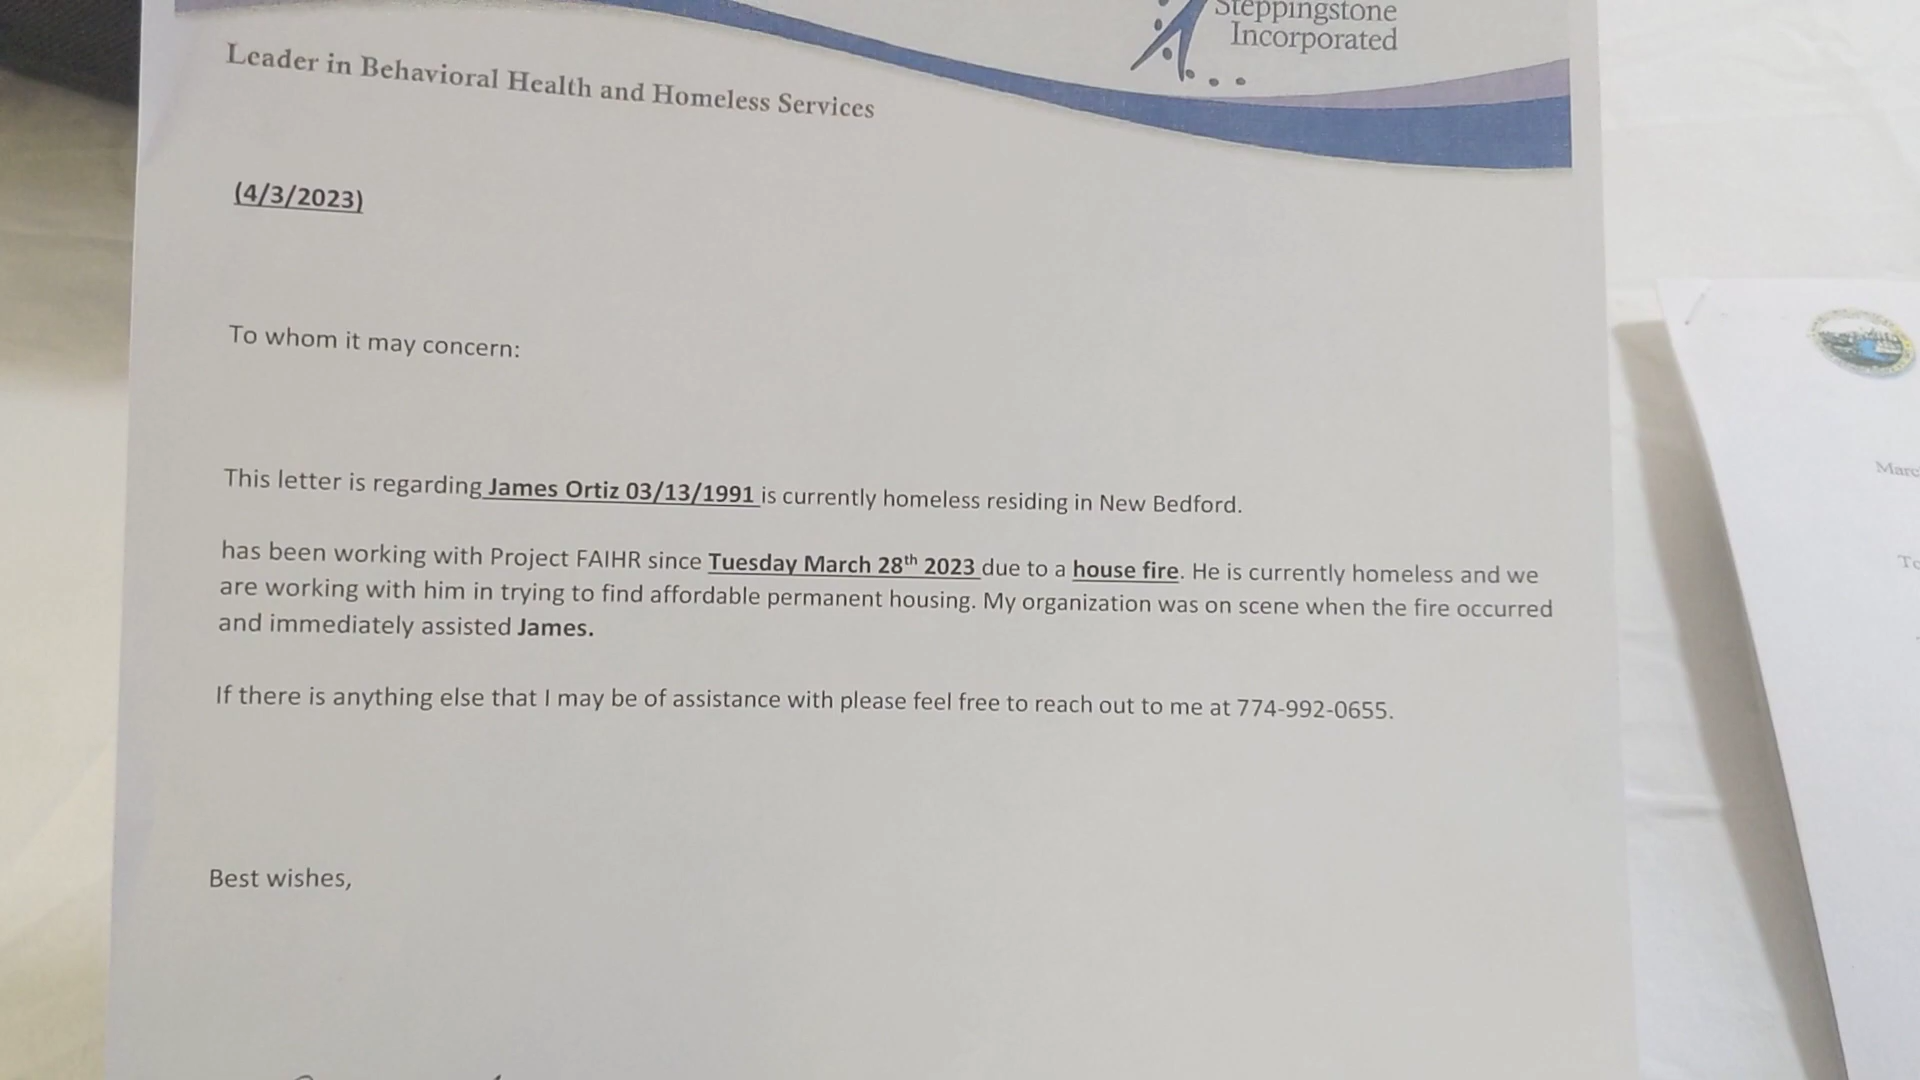 Steppingstone
Incorporated
Leader in Behavioral Health and Homeless Services
(4/3/2023)
To whom it may concern:
This letter is regarding James Ortiz 03/13/1991 is currently homeless residing in New Bedford.
has been working with Project FAIHR since Tuesday March 28th 2023 due to a house fire. He is currently homeless and we
are working with him in trying to find affordable permanent housing. My organization was on scene when the fire occurred
and immediately assisted James.
If there is anything else that I may be of assistance with please feel free to reach out to me at 774-992-0655.
Best wishes,